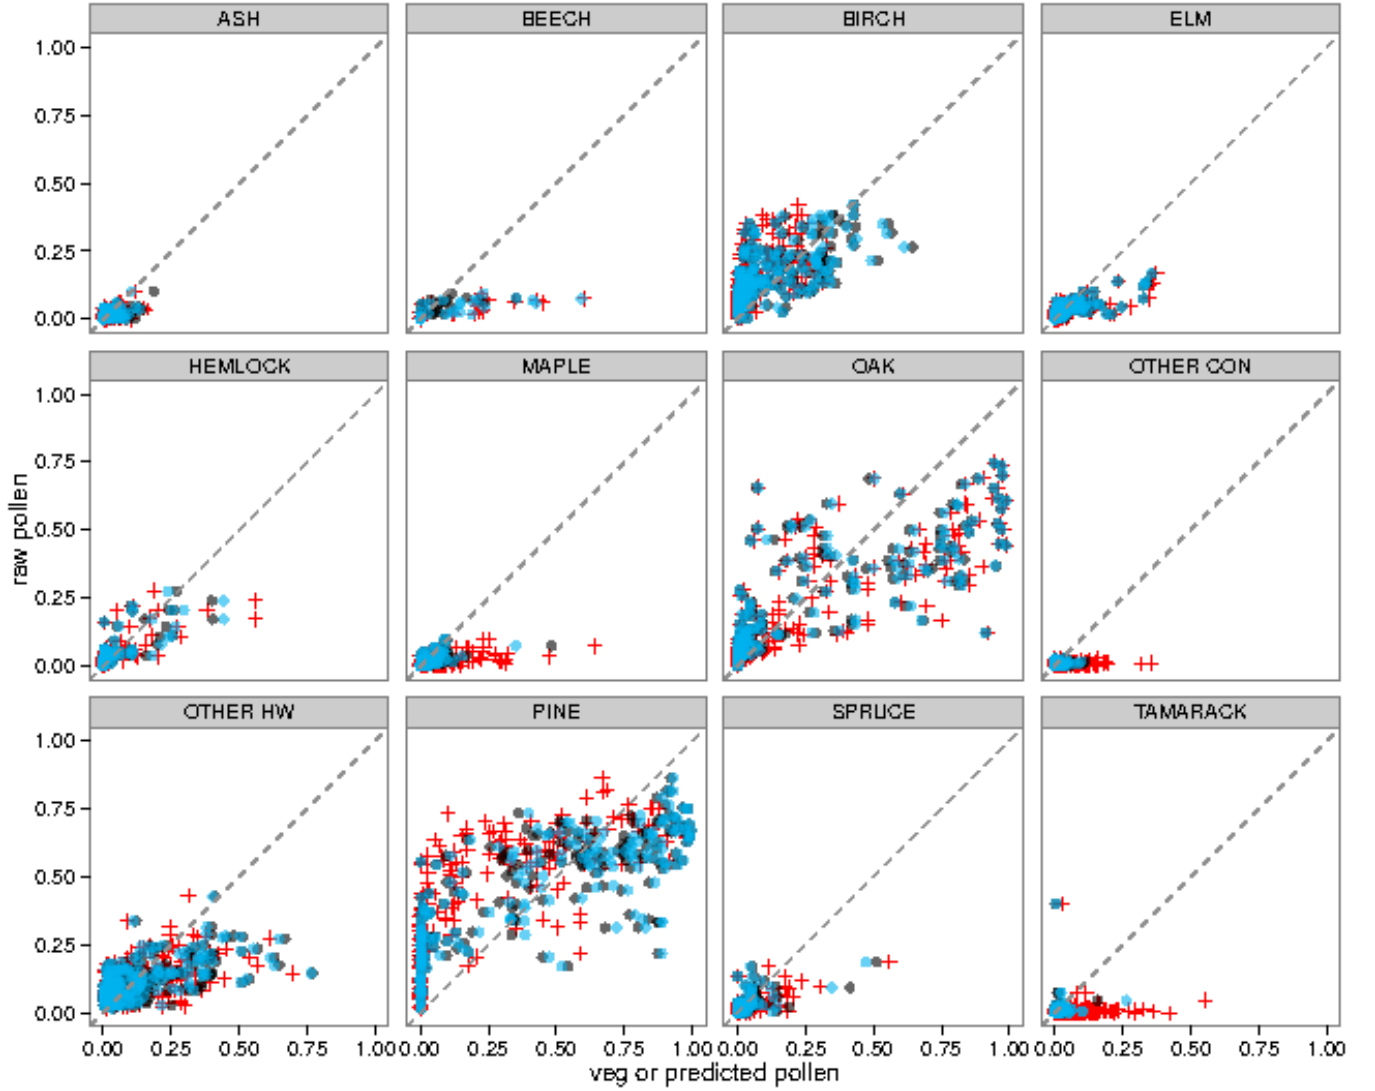 ASH BEECH BIRCH ELM
1.00
0.75
0.50
0.25
0.00
HEMLOCK MAPLE OAK OTHER CON
1.00
0.75
0.50
0.25
0.00
raw pollen
OTHER HW PINE SPRUCE TAMARACK
1.00
0.75
0.50
0.25
0.00
0.00 0.25 0.50 0.75 1.00 0.00 0.25 0.50 0.75 1.00 0.00 0.25 0.50 0.75 1.00 0.00 0.25 0.50 0.75 1.00
veg or predicted pollen